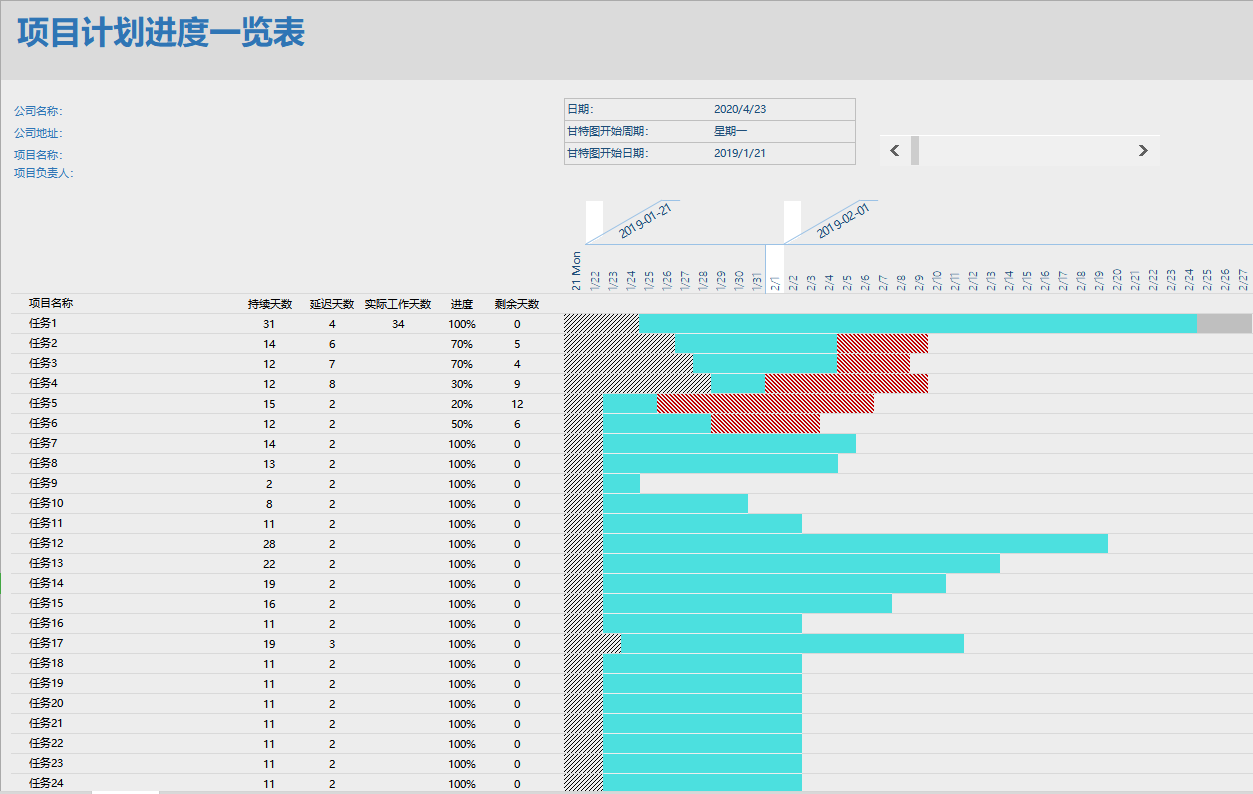 项目计划进度一览表
公司名称:
公司地址:
项目名称:
项目负责人:
日期: 2020/4/23
甘特图开始周期: 星期一
甘特图开始日期: 2019/1/21
2019-01-21 2019-02-01
21 Mon 1/22 1/23 1/24 1/25 1/26 1/27 1/28 1/29 1/30 1/31 2/1 2/2 2/3 2/4 2/5 2/6 2/7 2/8 2/9 2/10 2/11 2/12 2/13 2/14 2/15 2/16 2/17 2/18 2/19 2/20 2/21 2/22 2/23 2/24 2/25 2/26 2/27
项目名称 持续天数 延迟天数 实际工作天数 进度 剩余天数
任务1 31 4 34 100% 0
任务2 14 6 70% 5
任务3 12 7 70% 4
任务4 12 8 30% 9
任务5 15 2 20% 12
任务6 12 2 50% 6
任务7 14 2 100% 0
任务8 13 2 100% 0
任务9 2 2 100% 0
任务10 8 2 100% 0
任务11 11 2 100% 0
任务12 28 2 100% 0
任务13 22 2 100% 0
任务14 19 2 100% 0
任务15 16 2 100% 0
任务16 11 2 100% 0
任务17 19 3 100% 0
任务18 11 2 100% 0
任务19 11 2 100% 0
任务20 11 2 100% 0
任务21 11 2 100% 0
任务22 11 2 100% 0
任务23 11 2 100% 0
任务24 11 2 100% 0